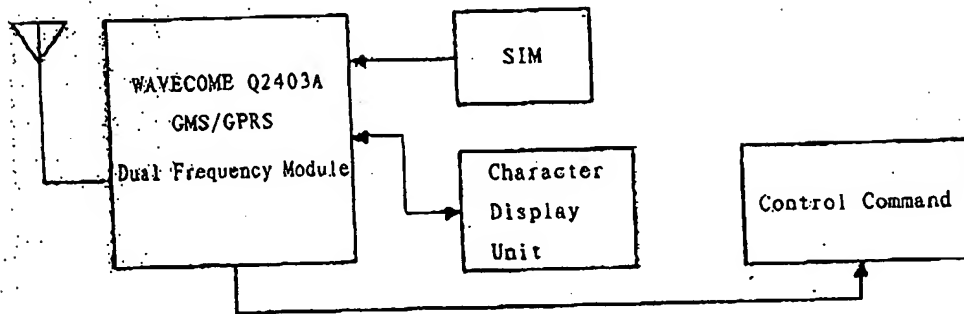 WAVECOME Q2403A
GMS/GPRS
Dual Frequency Module
SIM
Character
Display
Unit
Control Command